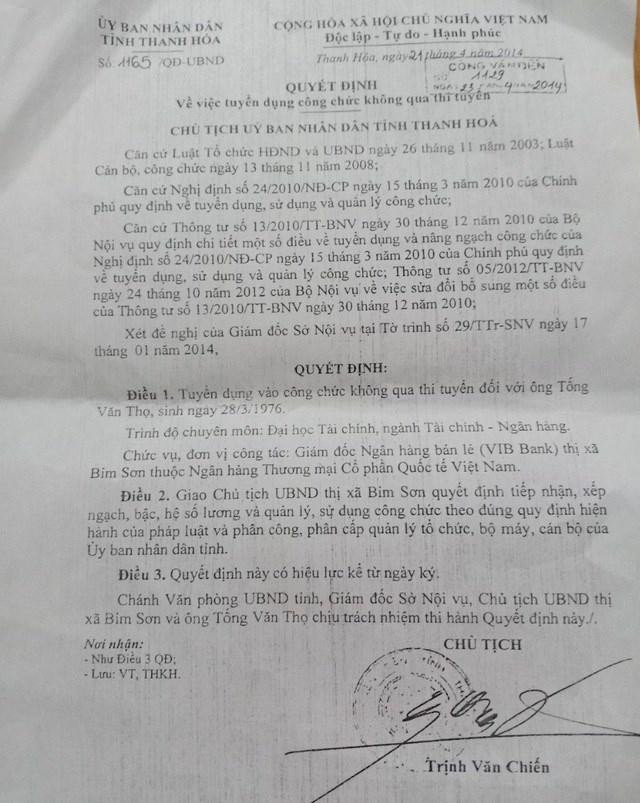 ỦY BAN NHÂN DÂN
TỈNH THANH HÓA
Số: 1165 /QĐ-UBND
CỘNG HÒA XÃ HỘI CHỦ NGHĨA VIỆT NAM
Độc lập - Tự do - Hạnh phúc
Thanh Hóa, ngày 21 tháng 4 năm 2014
CÔNG VĂN ĐẾN
SỐ 1129
NGÀY 23 THÁNG 4 NĂM 2014
QUYẾT ĐỊNH
Về việc tuyển dụng công chức không qua thi tuyển
CHỦ TỊCH UỶ BAN NHÂN DÂN TỈNH THANH HOÁ
Căn cứ Luật Tổ chức HĐND và UBND ngày 26 tháng 11 năm 2003; Luật
Cán bộ, công chức ngày 13 tháng 11 năm 2008;
Căn cứ Nghị định số 24/2010/NĐ-CP ngày 15 tháng 3 năm 2010 của Chính
phủ quy định về tuyển dụng, sử dụng và quản lý công chức;
Căn cứ Thông tư số 13/2010/TT-BNV ngày 30 tháng 12 năm 2010 của Bộ
Nội vụ quy định chi tiết một số điều về tuyển dụng và nâng ngạch công chức của
Nghị định số 24/2010/NĐ-CP ngày 15 tháng 3 năm 2010 của Chính phủ quy định
về tuyển dụng, sử dụng và quản lý công chức; Thông tư số 05/2012/TT-BNV
ngày 24 tháng 10 năm 2012 của Bộ Nội vụ về việc sửa đổi bổ sung một số điều
của Thông tư số 13/2010/TT-BNV ngày 30 tháng 12 năm 2010;
Xét đề nghị của Giám đốc Sở Nội vụ tại Tờ trình số 29/TTr-SNV ngày 17
tháng 01 năm 2014,
QUYẾT ĐỊNH:
Điều 1. Tuyển dụng vào công chức không qua thi tuyển đối với ông Tống
Văn Thọ, sinh ngày 28/3/1976.
Trình độ chuyên môn: Đại học Tài chính, ngành Tài chính - Ngân hàng.
Chức vụ, đơn vị công tác: Giám đốc Ngân hàng bán lẻ (VIB Bank) thị xã
Bỉm Sơn thuộc Ngân hàng Thương mại Cổ phần Quốc tế Việt Nam.
Điều 2. Giao Chủ tịch UBND thị xã Bỉm Sơn quyết định tiếp nhận, xếp
ngạch, bậc, hệ số lương và quản lý, sử dụng công chức theo đúng quy định hiện
hành của pháp luật và phân công, phân cấp quản lý tổ chức, bộ máy, cán bộ của
Ủy ban nhân dân tỉnh.
Điều 3. Quyết định này có hiệu lực kể từ ngày ký.
Chánh Văn phòng UBND tỉnh, Giám đốc Sở Nội vụ, Chủ tịch UBND thị
xã Bỉm Sơn và ông Tống Văn Thọ chịu trách nhiệm thi hành Quyết định này./.
Nơi nhận:
- Như Điều 3 QĐ;
- Lưu: VT, THKH.
CHỦ TỊCH
Trịnh Văn Chiến